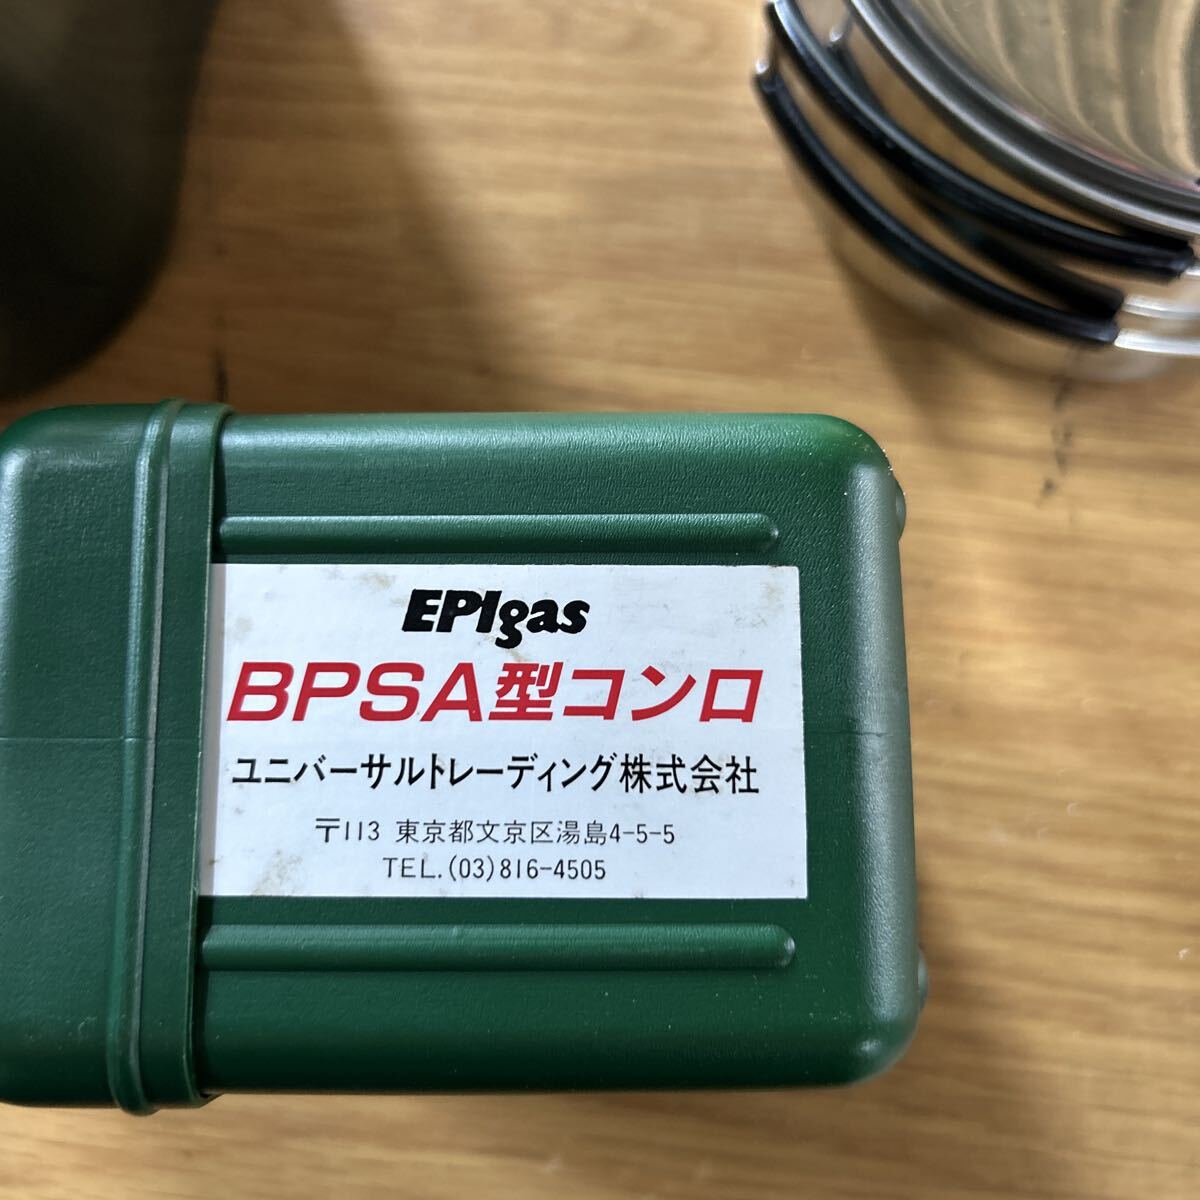 EPIgas
BPSA型コンロ
ユニバーサルトレーディング株式会社
〒113 東京都文京区湯島4-5-5
TEL.(03)816-4505